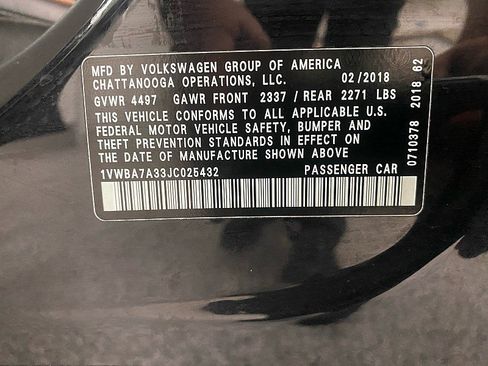 MFD BY VOLKSWAGEN GROUP OF AMERICA
CHATTANOOGA OPERATIONS, LLC. 02/2018
GVWR 4497 GAWR FRONT 2337 / REAR 2271 LBS
THIS VEHICLE CONFORMS TO ALL APPLICABLE U.S.
FEDERAL MOTOR VEHICLE SAFETY, BUMPER AND
THEFT PREVENTION STANDARDS IN EFFECT ON
THE DATE OF MANUFACTURE SHOWN ABOVE
1VWBA7A33JC025432 PASSENGER CAR
0710378 2018 62